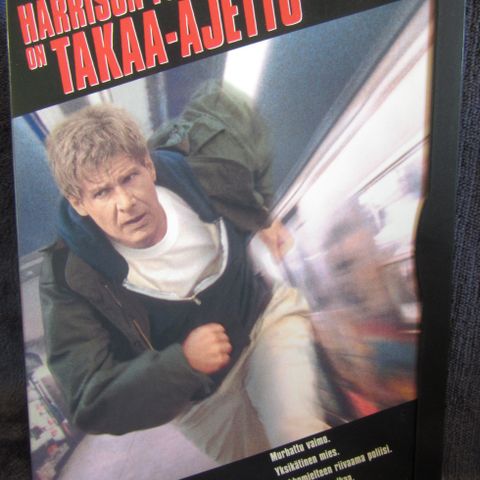 HARRISON
ON TAKAA-AJETTU
Murhattu vaimo.
Yksikätinen mies.
riivaama poliisi.